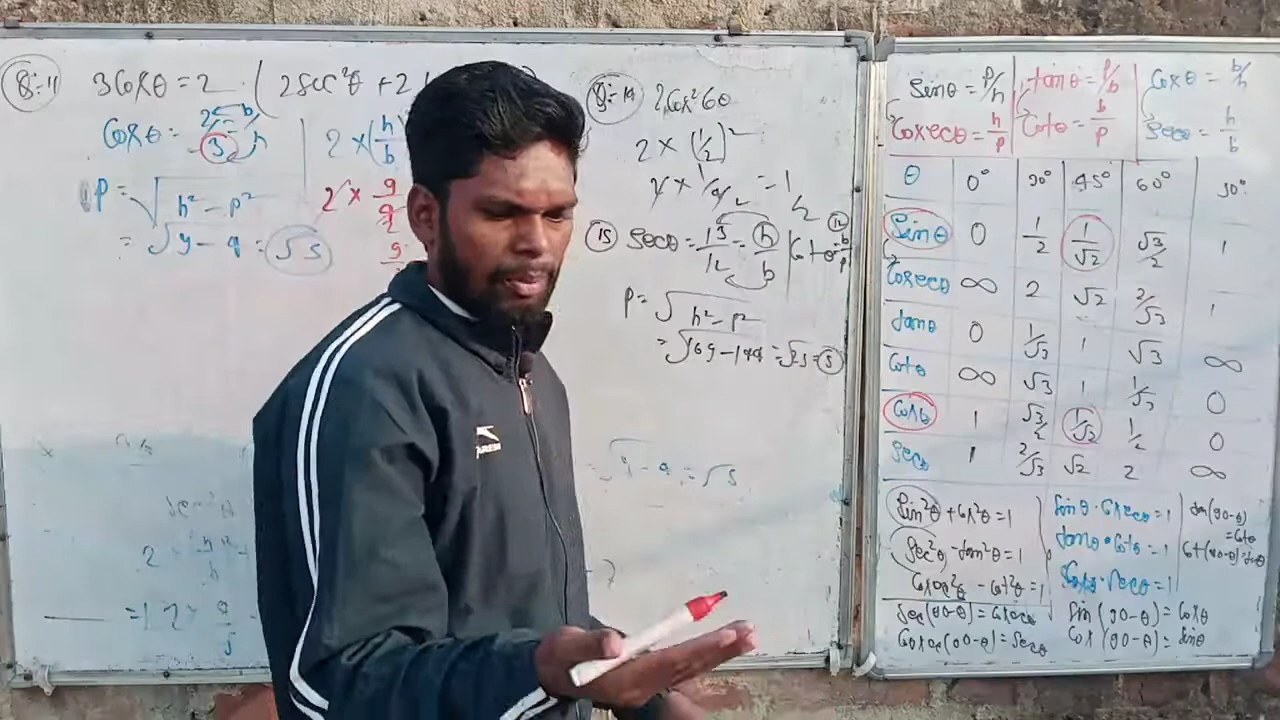 Q:-11 3Cosθ = 2 ( 2sec²θ + 2
Cosθ = 2/3 = b/h
2 × (h/b
P = √h² - P²
2 × 9/
= √9 - 4 = √5
Q:-14 2Cos²60
2 × (1/2)²
= 1/2
15 Secθ = 13/12 = h/b Cotθ = b/p
P = √h² - P²
= √169 - 144 = √25 = 5
= √9 - 4 = √5
Sinθ = P/h tanθ = P/b Cosθ = b/h
Cosecθ = h/P Cotθ = b/P Secθ = h/b
θ 0° 30° 45° 60° 90°
Sinθ 0 1/2 1/√2 √3/2 1
Cosecθ ∞ 2 √2 2/√3 1
tanθ 0 1/√3 1 √3 ∞
Cotθ ∞ √3 1 1/√3 0
Cosθ 1 √3/2 1/√2 1/2 0
Secθ 1 2/√3 √2 2 ∞
Sin²θ + Cos²θ = 1
Sec²θ - tan²θ = 1
Cosec²θ - cot²θ = 1
Sec(90-θ) = Cosecθ
Cosec(90-θ) = Secθ
Sinθ · Cosecθ = 1
tanθ · Cotθ = 1
Cosθ · Secθ = 1
Sin(90-θ) = Cosθ
Cos(90-θ) = Sinθ
tan(90-θ)
= Cotθ
Cot(90-θ) = tanθ